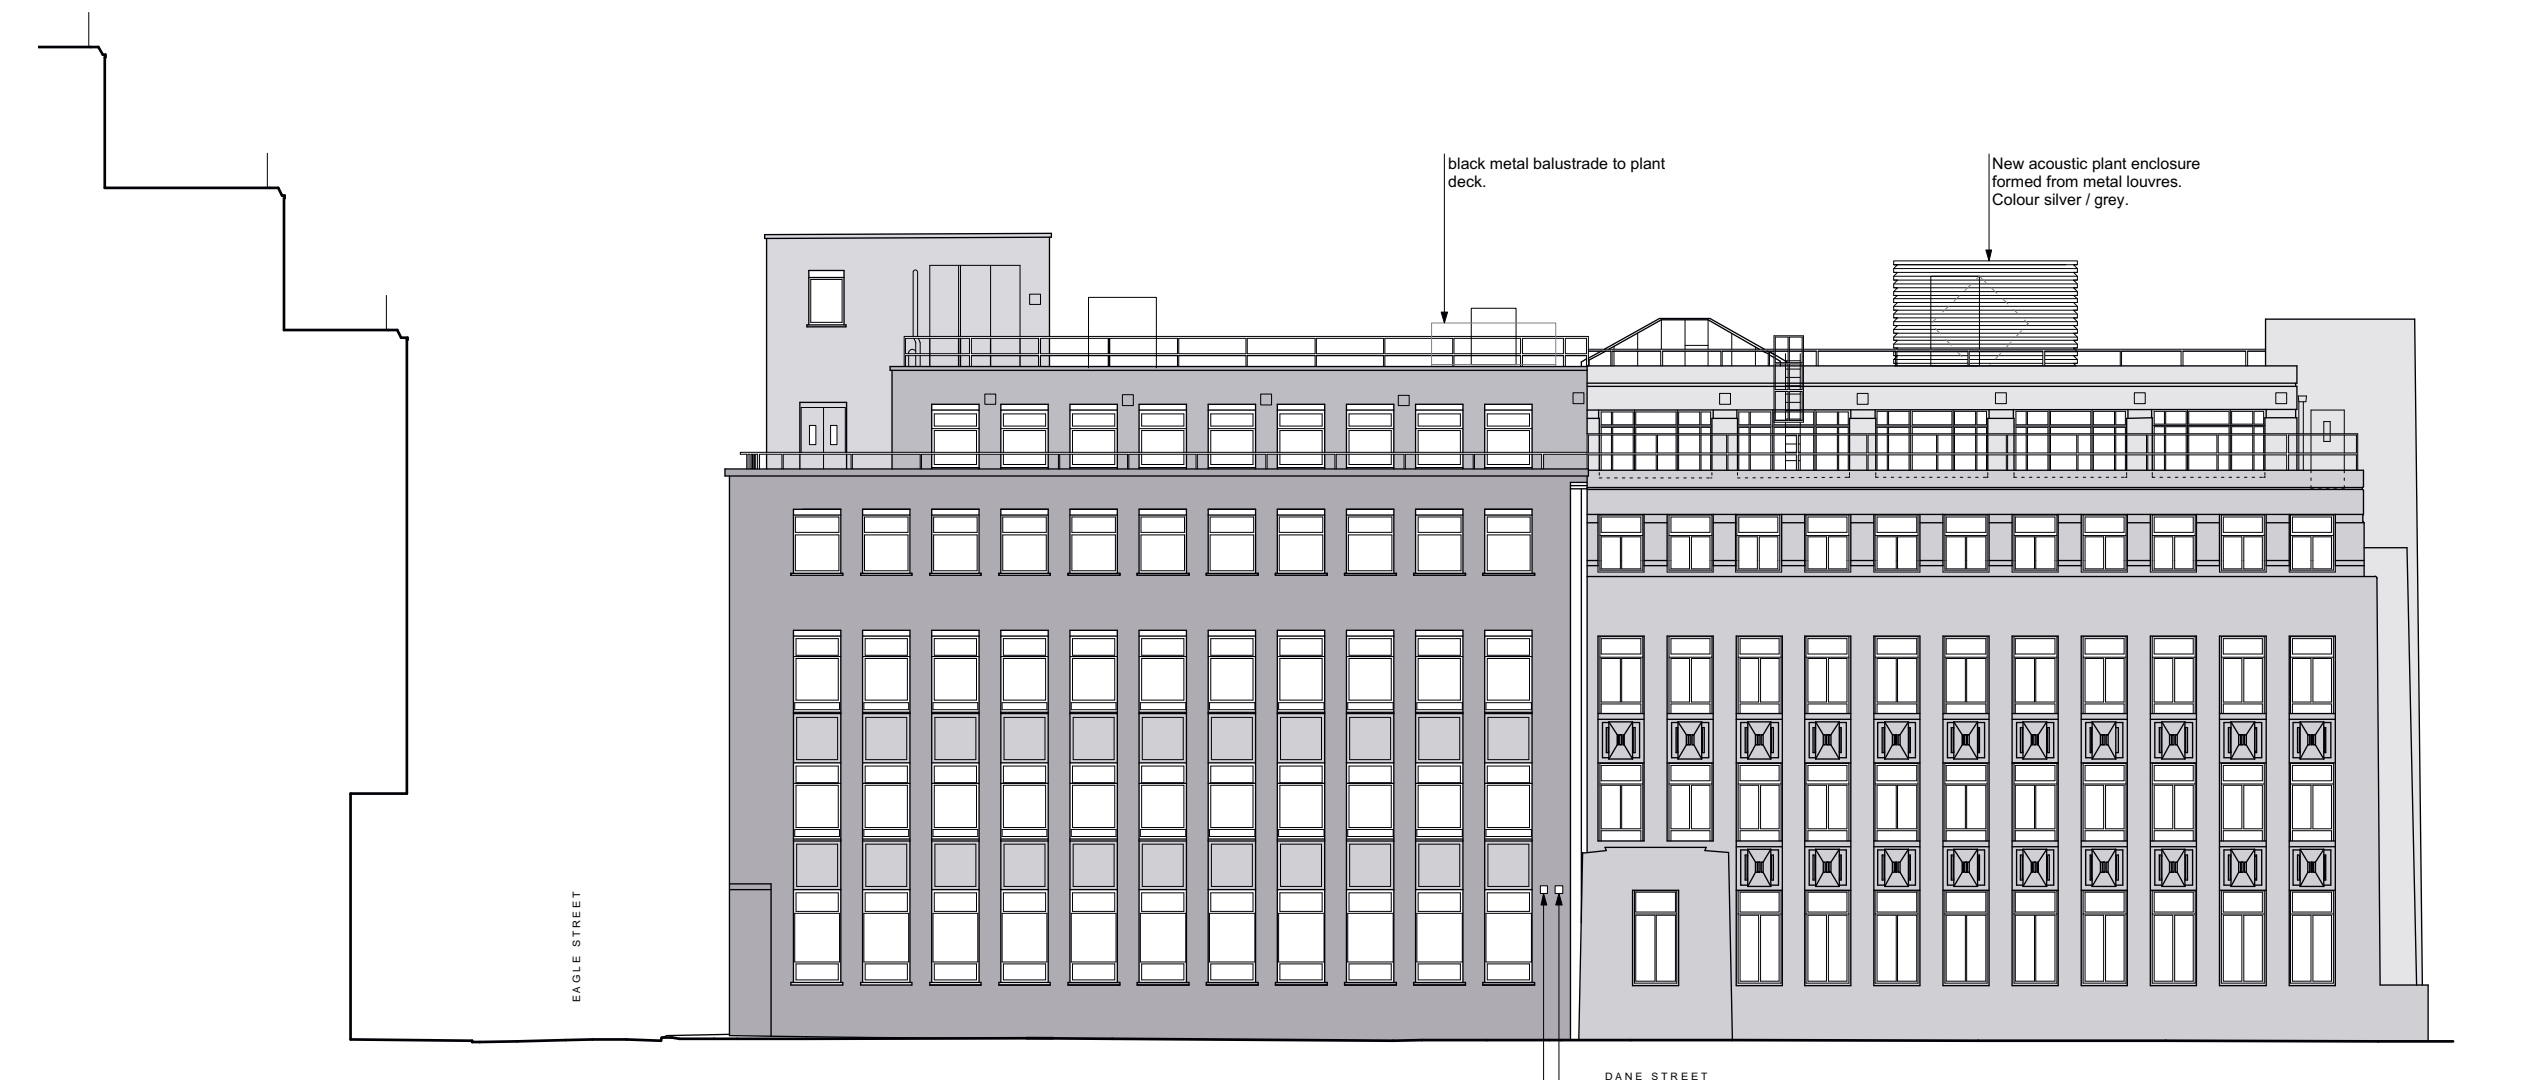 black metal balustrade to plant
deck.
New acoustic plant enclosure
formed from metal louvres.
Colour silver / grey.
EAGLE STREET
DANE STREET